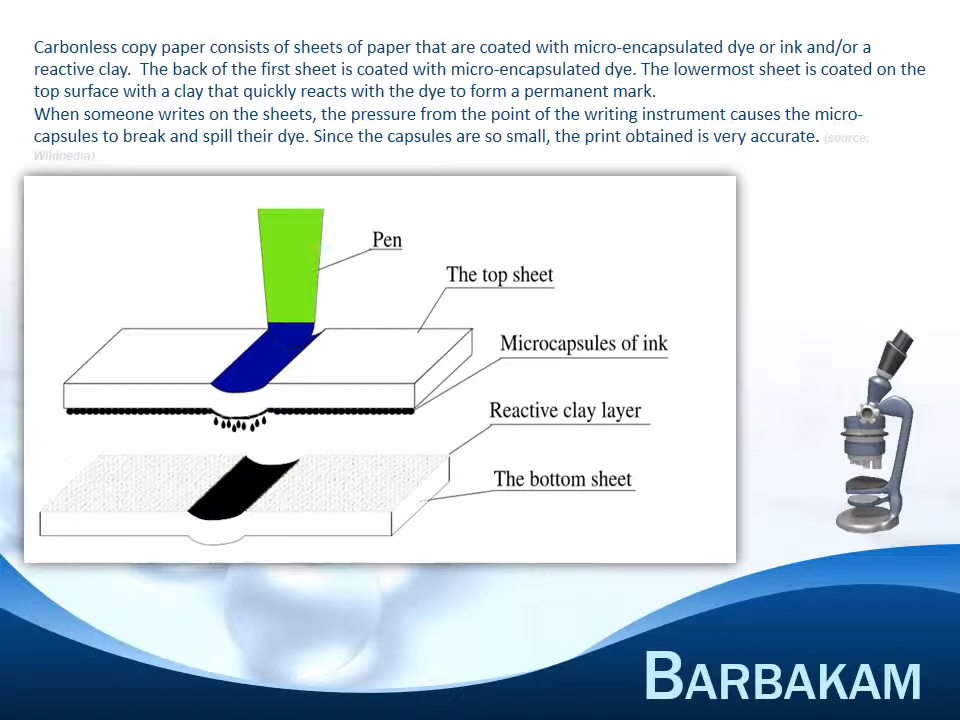 Carbonless copy paper consists of sheets of paper that are coated with micro-encapsulated dye or ink and/or a
reactive clay.  The back of the first sheet is coated with micro-encapsulated dye. The lowermost sheet is coated on the
top surface with a clay that quickly reacts with the dye to form a permanent mark.
When someone writes on the sheets, the pressure from the point of the writing instrument causes the micro-
capsules to break and spill their dye. Since the capsules are so small, the print obtained is very accurate. (source:
Wikipedia)
Pen
The top sheet
Microcapsules of ink
Reactive clay layer
The bottom sheet
BARBAKAM